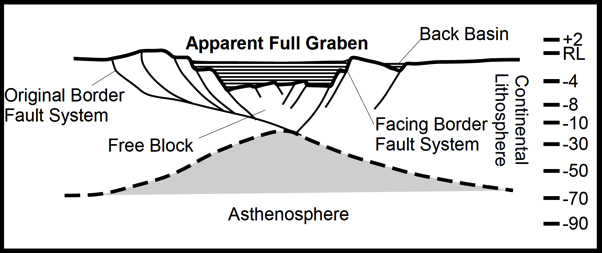 Apparent Full Graben
Back Basin
Original Border
Fault System
Free Block
Facing Border
Fault System
Asthenosphere
Continental
Lithosphere
+2
RL
-4
-8
-10
-30
-50
-70
-90